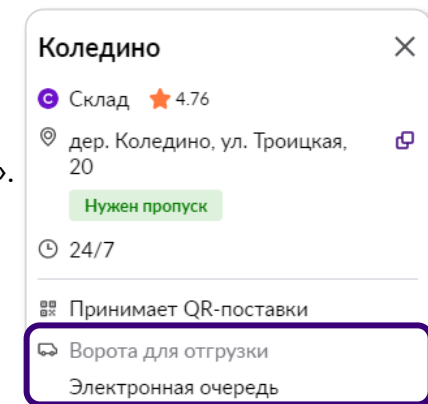 Коледино
С Склад 4.76
дер. Коледино, ул. Троицкая,
20
».
Нужен пропуск
24/7
Принимает QR-поставки
Ворота для отгрузки
Электронная очередь